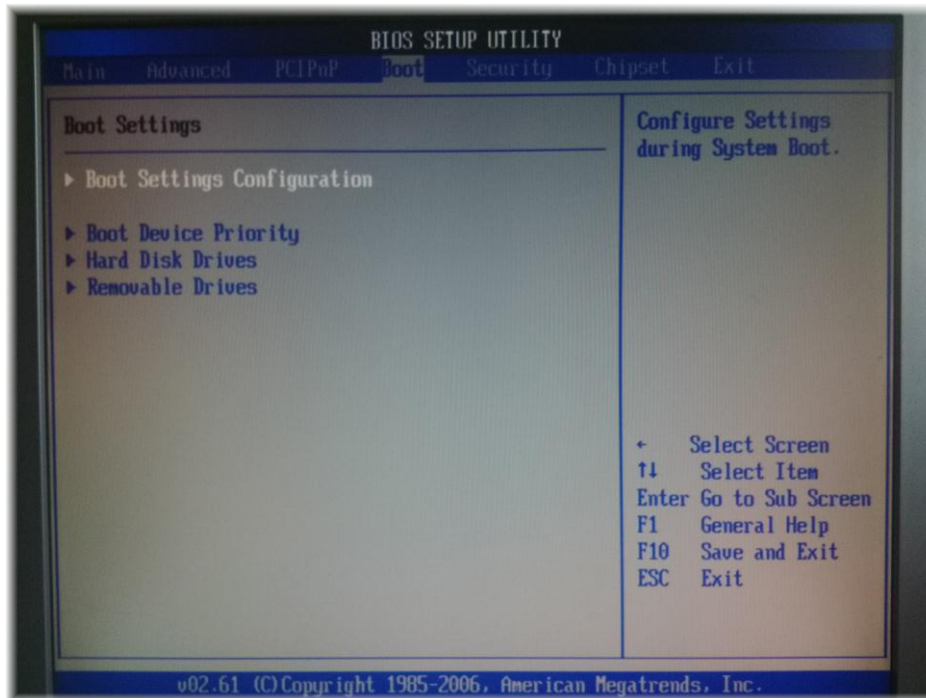 BIOS SETUP UTILITY
Main Advanced PCIPnP Boot Security Chipset Exit
Boot Settings
▶ Boot Settings Configuration
▶ Boot Device Priority
▶ Hard Disk Drives
▶ Removable Drives
Configure Settings
during System Boot.
← Select Screen
↑↓ Select Item
Enter Go to Sub Screen
F1 General Help
F10 Save and Exit
ESC Exit
v02.61 (C)Copyright 1985-2006, American Megatrends, Inc.